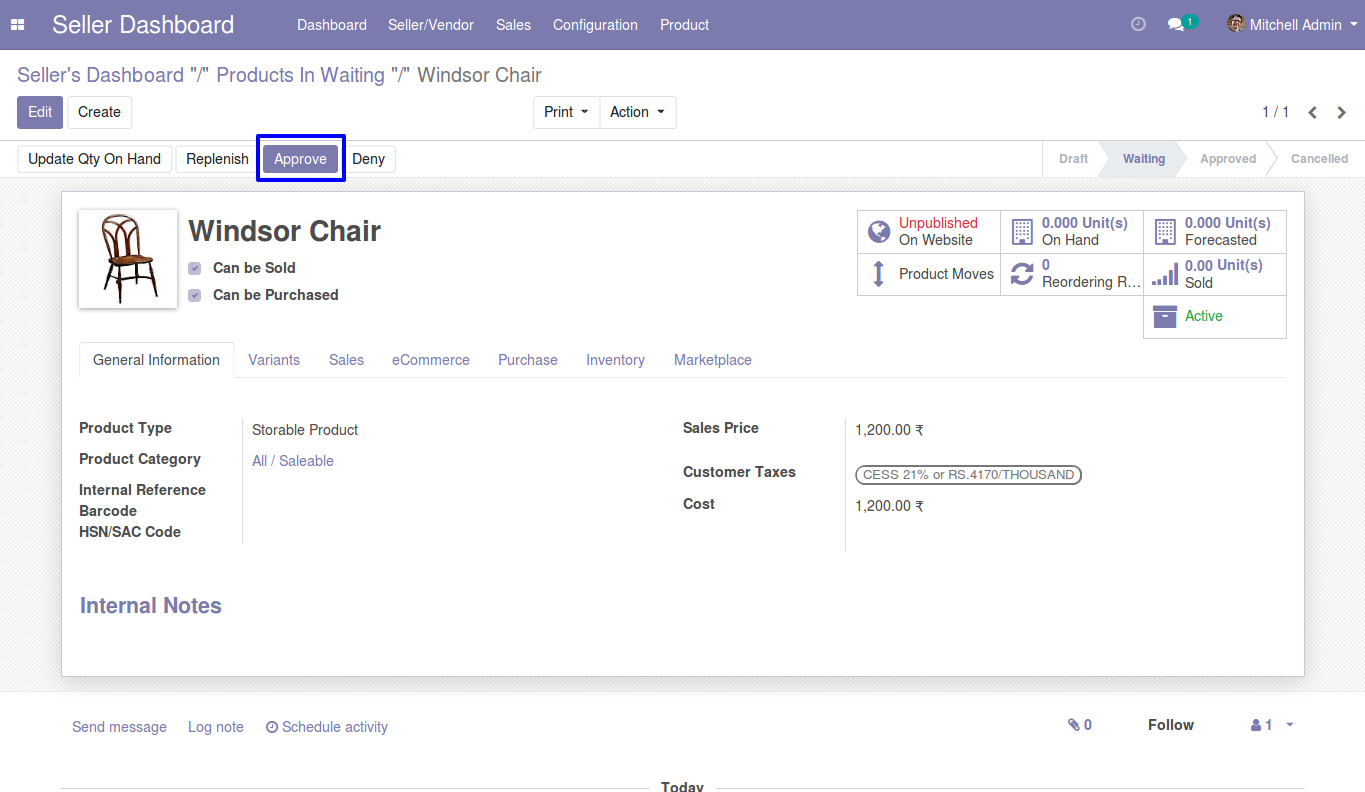 Seller Dashboard Dashboard Seller/Vendor Sales Configuration Product 1 Mitchell Admin
Seller's Dashboard "/" Products In Waiting "/" Windsor Chair
Edit Create Print Action 1 / 1
Update Qty On Hand Replenish Approve Deny Draft Waiting Approved Cancelled
Windsor Chair
Can be Sold
Can be Purchased
Unpublished
On Website
0.000 Unit(s)
On Hand
0.000 Unit(s)
Forecasted
Product Moves
0
Reordering R...
0.00 Unit(s)
Sold
Active
General Information Variants Sales eCommerce Purchase Inventory Marketplace
Product Type Storable Product
Product Category All / Saleable
Internal Reference
Barcode
HSN/SAC Code
Sales Price 1,200.00 ₹
Customer Taxes CESS 21% or RS.4170/THOUSAND
Cost 1,200.00 ₹
Internal Notes
Send message Log note Schedule activity 0 Follow 1
Today